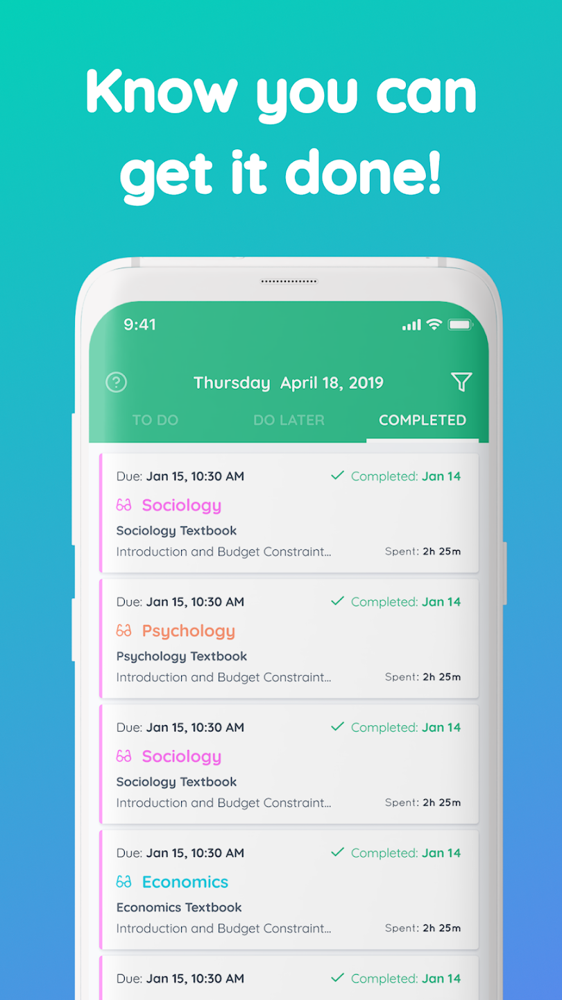 Know you can
get it done!
9:41
Thursday April 18, 2019
TO DO DO LATER COMPLETED
Due: Jan 15, 10:30 AM Completed: Jan 14
Sociology
Sociology Textbook
Introduction and Budget Constraint... Spent: 2h 25m
Due: Jan 15, 10:30 AM Completed: Jan 14
Psychology
Psychology Textbook
Introduction and Budget Constraint... Spent: 2h 25m
Due: Jan 15, 10:30 AM Completed: Jan 14
Sociology
Sociology Textbook
Introduction and Budget Constraint... Spent: 2h 25m
Due: Jan 15, 10:30 AM Completed: Jan 14
Economics
Economics Textbook
Introduction and Budget Constraint... Spent: 2h 25m
Due: Jan 15, 10:30 AM Completed: Jan 14